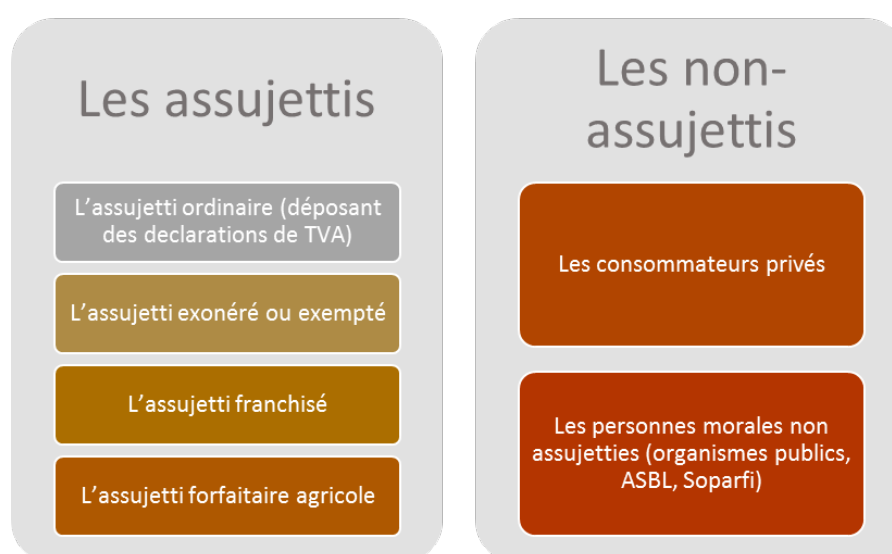 Les assujettis
L’assujetti ordinaire (déposant
des declarations de TVA)
L’assujetti exonéré ou exempté
L’assujetti franchisé
L’assujetti forfaitaire agricole
Les non-
assujettis
Les consommateurs privés
Les personnes morales non
assujetties (organismes publics,
ASBL, Soparfi)